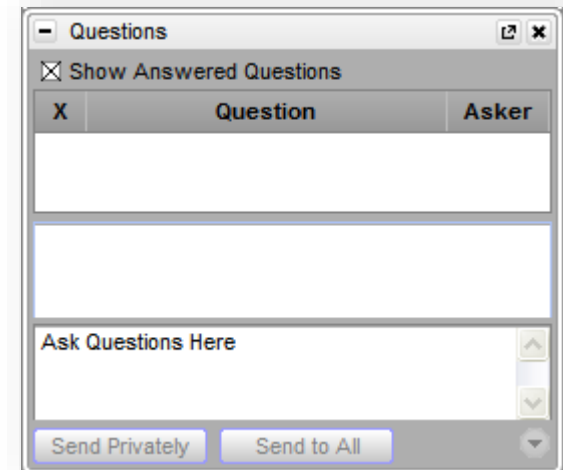 Questions
Show Answered Questions
X Question Asker
Ask Questions Here
Send Privately Send to All